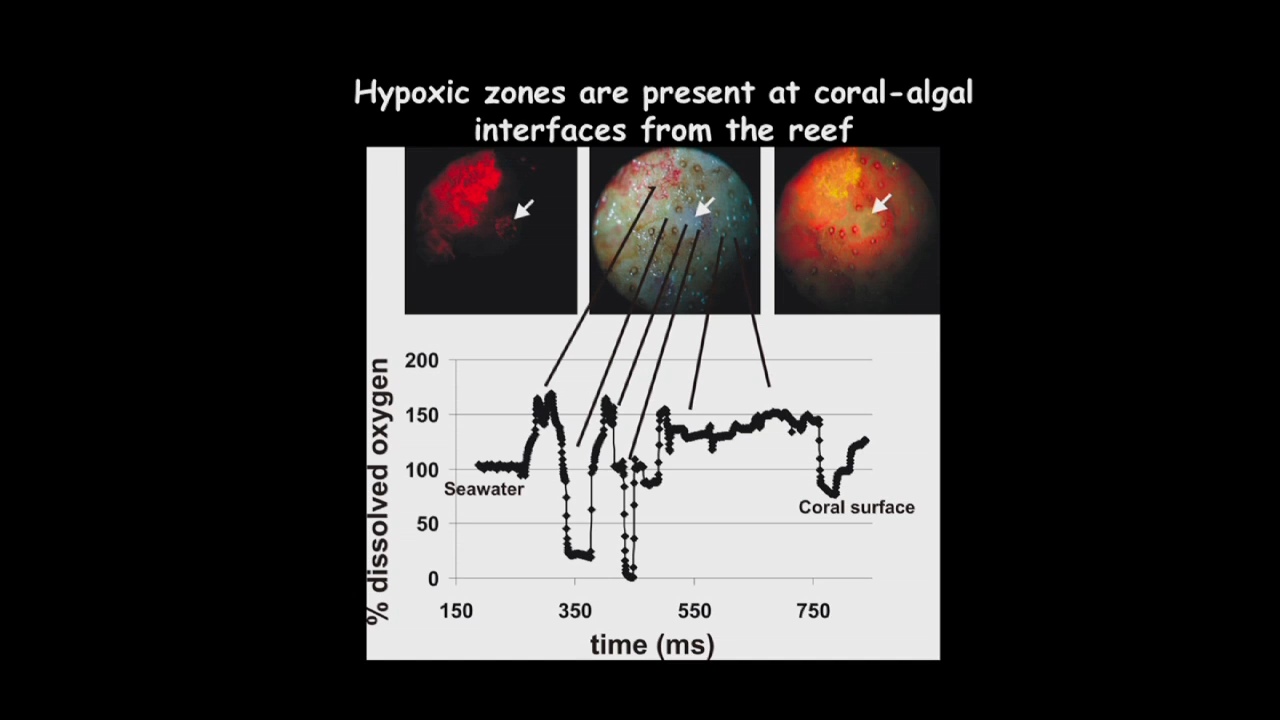 Hypoxic zones are present at coral-algal
interfaces from the reef
% dissolved oxygen
200
150
100
50
0
Seawater
Coral surface
150 350 550 750
time (ms)